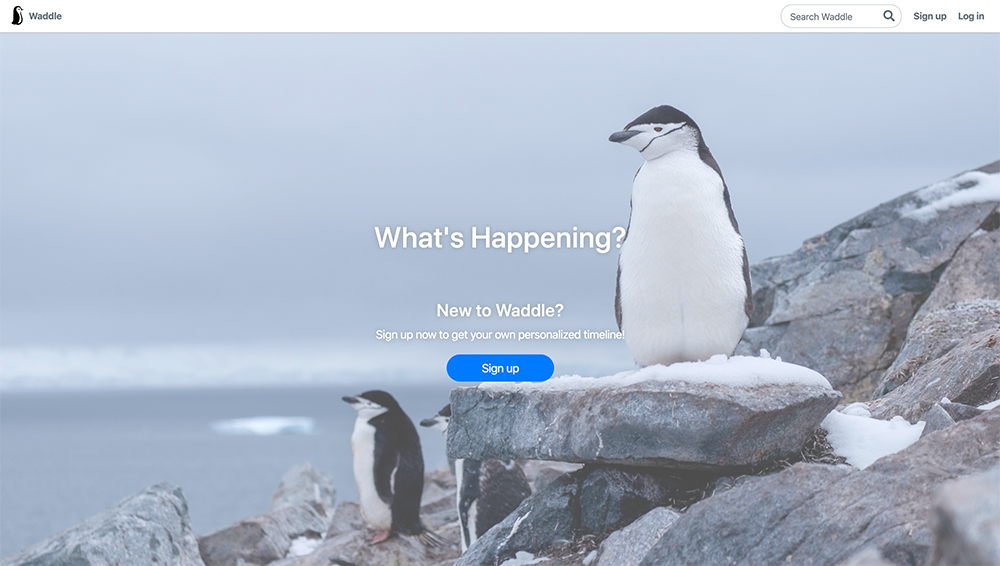 Waddle
Search Waddle
Sign up
Log in
What's Happening?
New to Waddle?
Sign up now to get your own personalized timeline!
Sign up